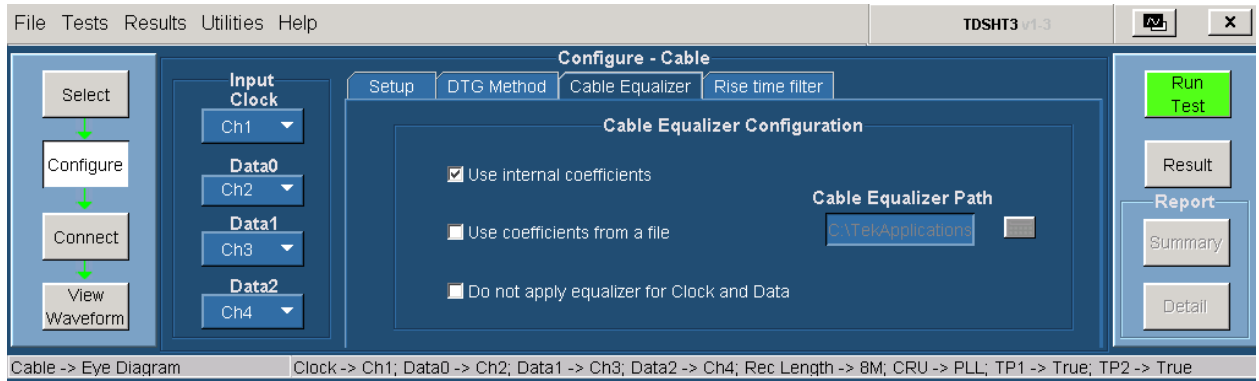 File Tests Results Utilities Help
TDSHT3 v1-3
x
Select
Configure
Connect
View
Waveform
Input
Clock
Ch1
Data0
Ch2
Data1
Ch3
Data2
Ch4
Configure - Cable
Setup DTG Method Cable Equalizer Rise time filter
Cable Equalizer Configuration
Use internal coefficients
Use coefficients from a file
Do not apply equalizer for Clock and Data
Cable Equalizer Path
C:\TekApplications
Run
Test
Result
Report
Summary
Detail
Cable -> Eye Diagram
Clock -> Ch1; Data0 -> Ch2; Data1 -> Ch3; Data2 -> Ch4; Rec Length -> 8M; CRU -> PLL; TP1 -> True; TP2 -> True